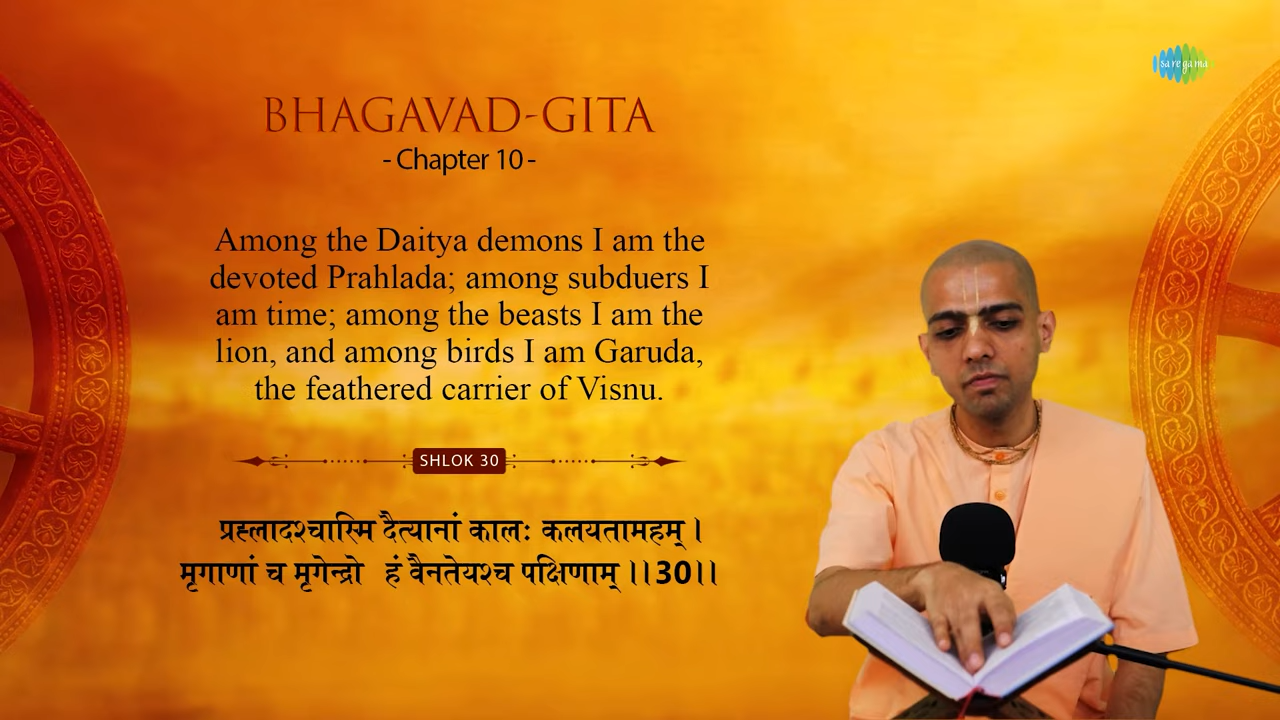 saregama
BHAGAVAD-GITA
- Chapter 10 -
Among the Daitya demons I am the
devoted Prahlada; among subduers I
am time; among the beasts I am the
lion, and among birds I am Garuda,
the feathered carrier of Visnu.
SHLOK 30
प्रह्लादश्चास्मि दैत्यानां कालः कलयतामहम् ।
मृगाणां च मृगेन्द्रो हं वैनतेयश्च पक्षिणाम् ।।30।।